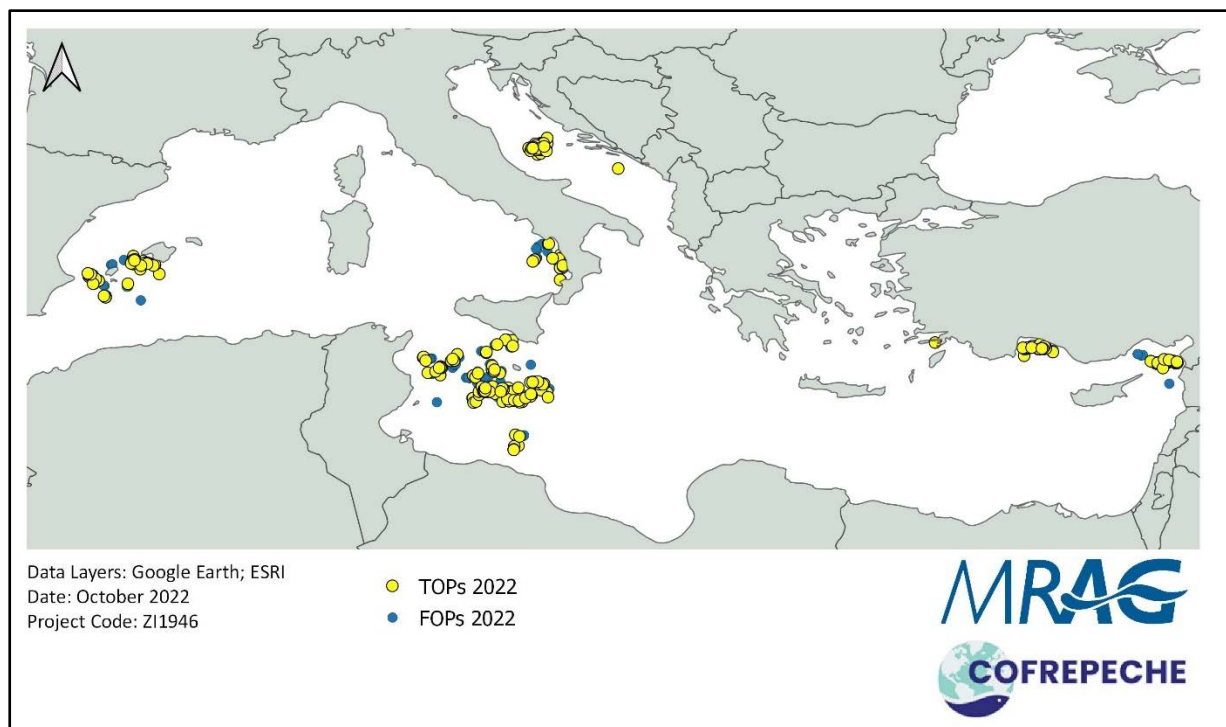 Data Layers: Google Earth; ESRI
Date: October 2022
Project Code: ZI1946
TOPs 2022
FOPs 2022
MRAG
COFREPECHE